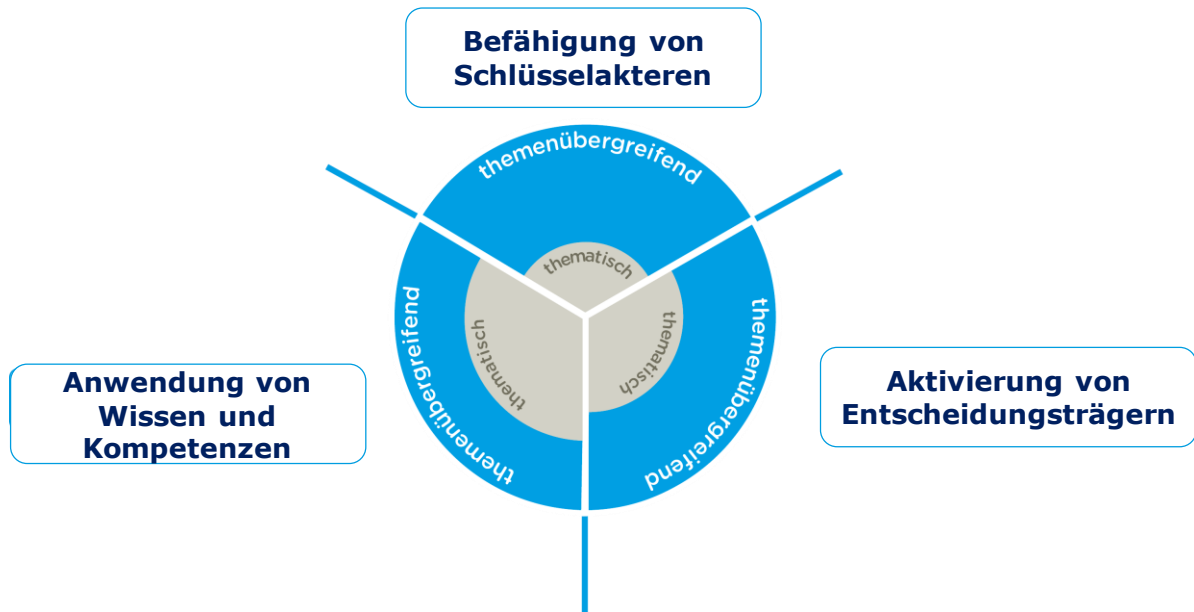 Befähigung von
Schlüsselakteren
themenübergreifend
thematisch
themenübergreifend
thematisch
thematisch
themenübergreifend
Anwendung von
Wissen und
Kompetenzen
Aktivierung von
Entscheidungsträgern